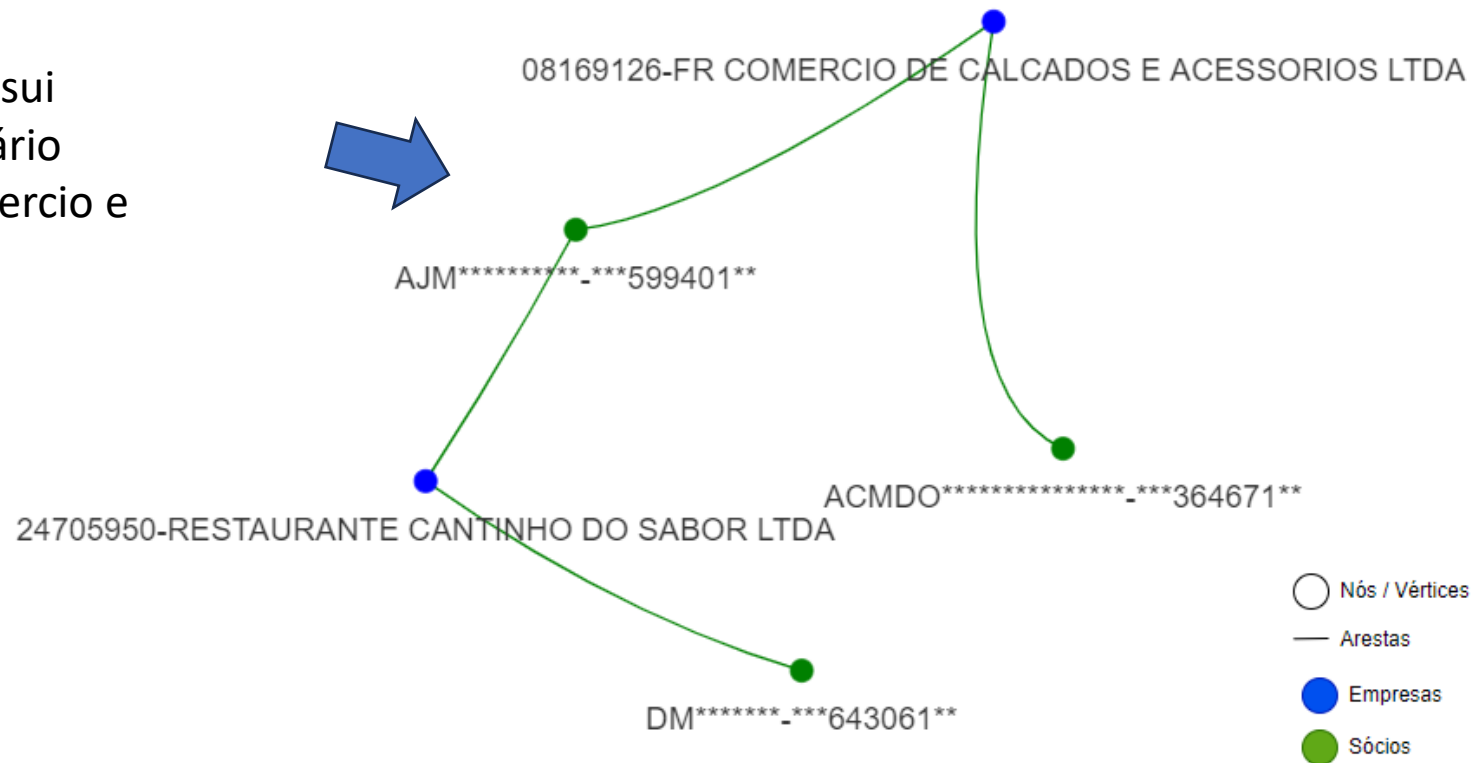 08169126-FR COMERCIO DE CALCADOS E ACESSORIOS LTDA
sui
ário
ercio e
AJM**********-***599401**
ACMDO***************-***364671**
24705950-RESTAURANTE CANTINHO DO SABOR LTDA
DM*******-***643061**
Nós / Vértices
Arestas
Empresas
Sócios